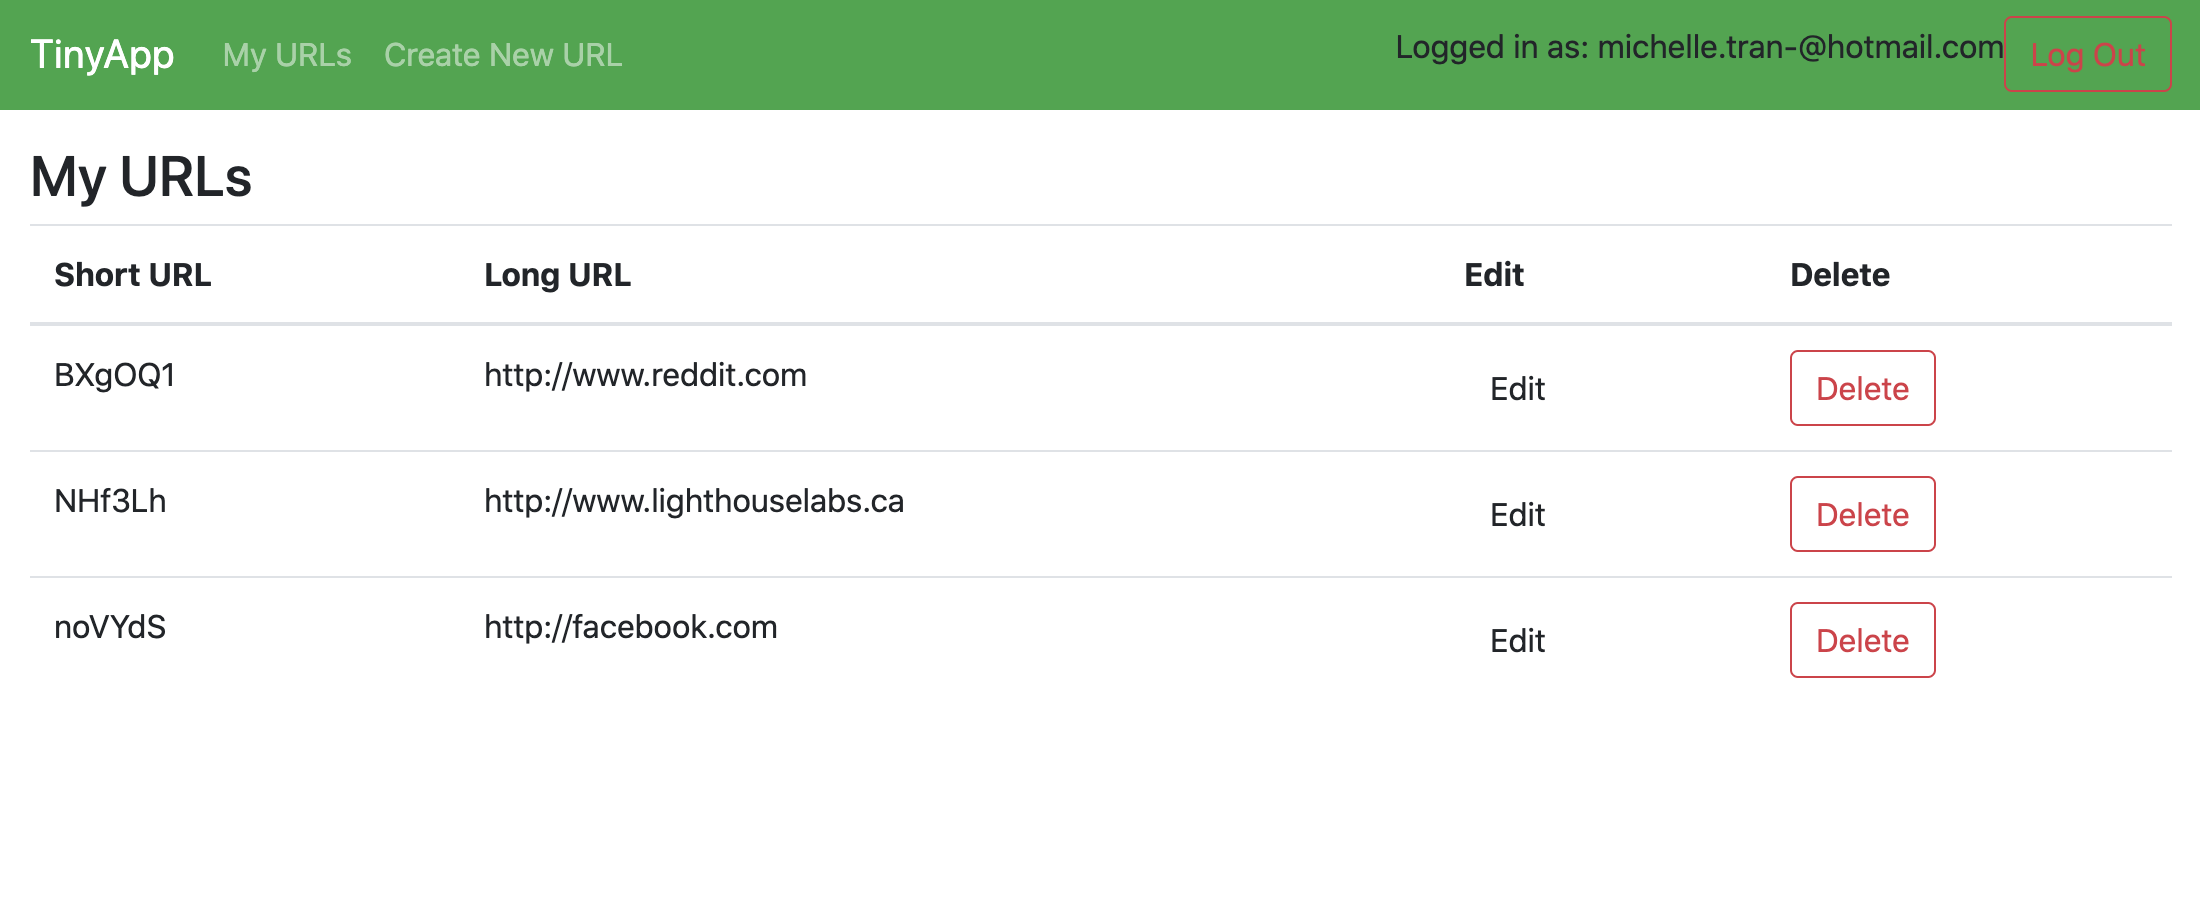 TinyApp My URLs Create New URL Logged in as: michelle.tran-@hotmail.com Log Out
My URLs
Short URL Long URL Edit Delete
BXgOQ1 http://www.reddit.com Edit Delete
NHf3Lh http://www.lighthouselabs.ca Edit Delete
noVYdS http://facebook.com Edit Delete